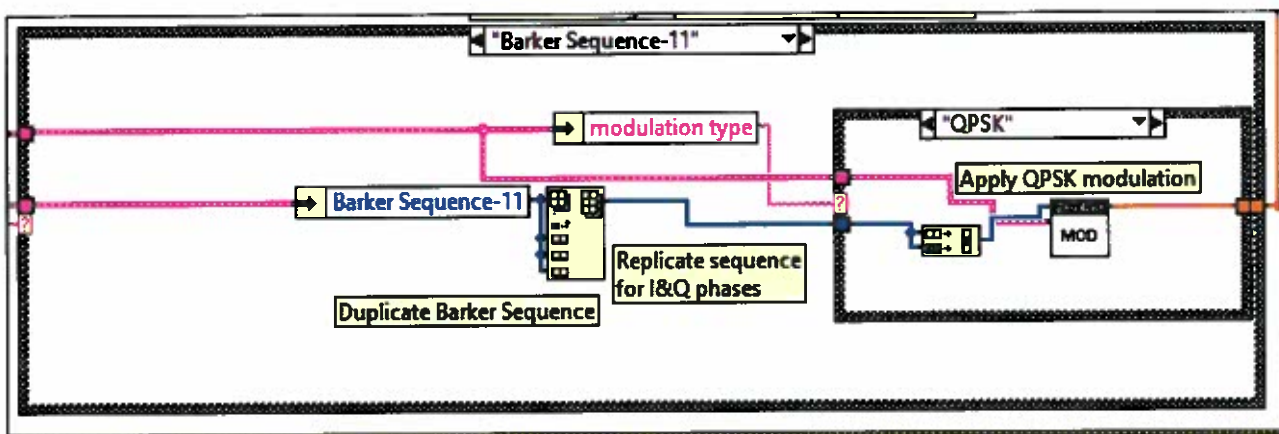 "Barker Sequence-11"
modulation type
"QPSK"
Apply QPSK modulation
Barker Sequence-11
?
?
MOD
Replicate sequence
for I&Q phases
Duplicate Barker Sequence